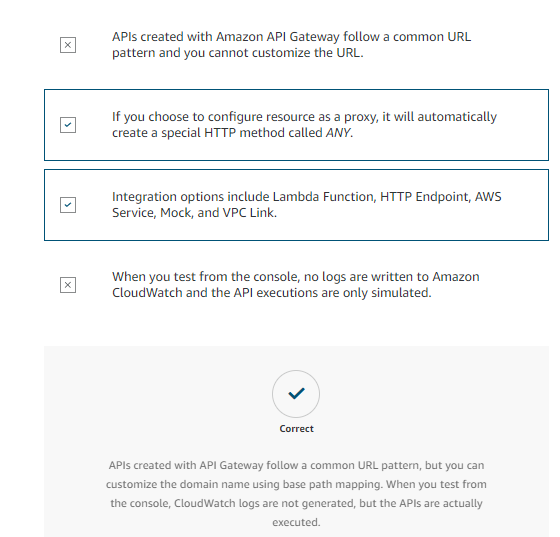 APIs created with Amazon API Gateway follow a common URL
pattern and you cannot customize the URL.
If you choose to configure resource as a proxy, it will automatically
create a special HTTP method called ANY.
Integration options include Lambda Function, HTTP Endpoint, AWS
Service, Mock, and VPC Link.
When you test from the console, no logs are written to Amazon
CloudWatch and the API executions are only simulated.
Correct
APIs created with API Gateway follow a common URL pattern, but you can
customize the domain name using base path mapping. When you test from
the console, CloudWatch logs are not generated, but the APIs are actually
executed.